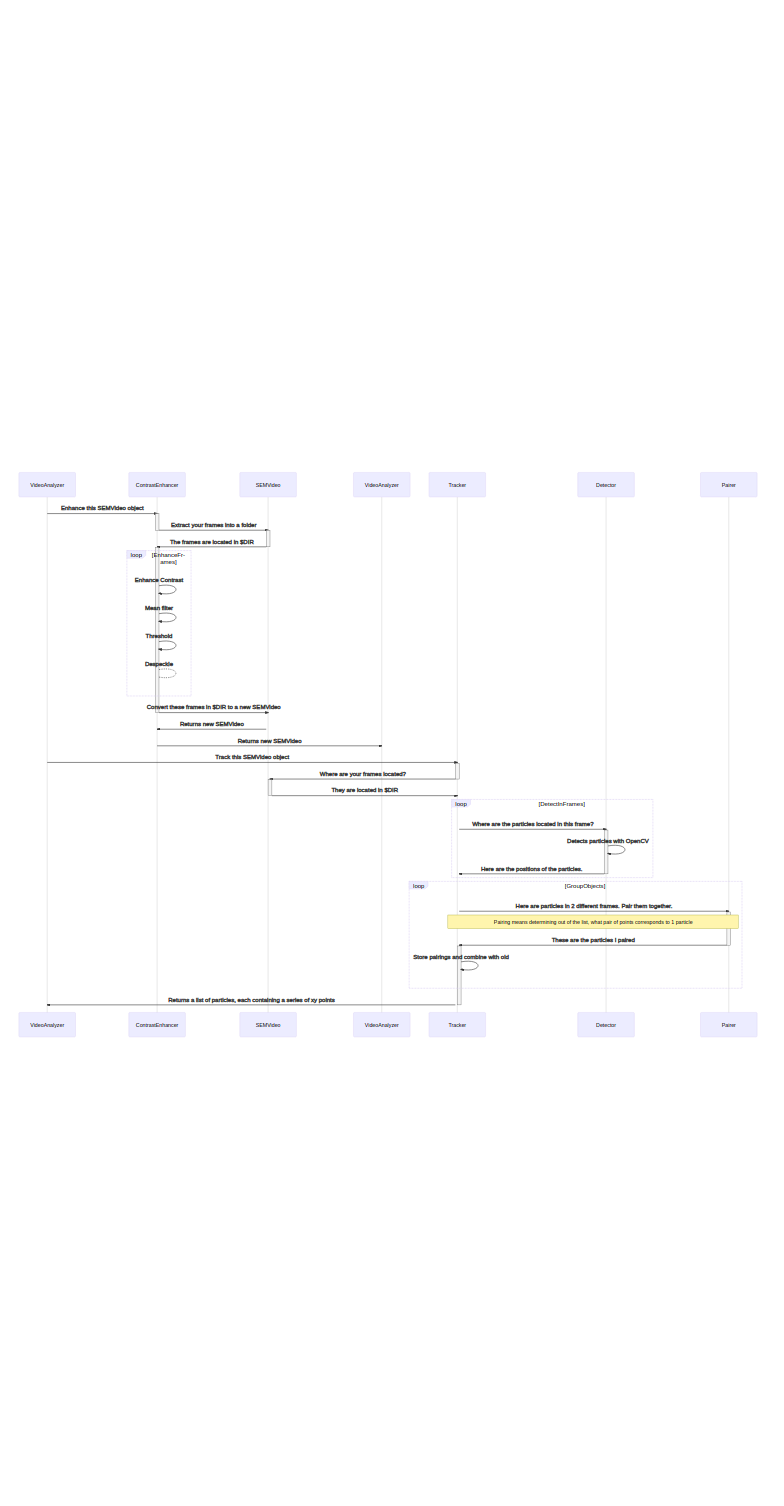 VideoAnalyzer
ContrastEnhancer
SEMVideo
VideoAnalyzer
Tracker
Detector
Pairer
Enhance this SEMVideo object
Extract your frames into a folder
The frames are located in $DIR
loop
[EnhanceFr-
ames]
Enhance Contrast
Mean filter
Threshold
Despeckle
Convert these frames in $DIR to a new SEMVideo
Returns new SEMVideo
Returns new SEMVideo
Track this SEMVideo object
Where are your frames located?
They are located in $DIR
loop
[DetectInFrames]
Where are the particles located in this frame?
Detects particles with OpenCV
Here are the positions of the particles.
loop
[GroupObjects]
Here are particles in 2 different frames. Pair them together.
Pairing means determining out of the list, what pair of points corresponds to 1 particle
These are the particles I paired
Store pairings and combine with old
Returns a list of particles, each containing a series of xy points
VideoAnalyzer
ContrastEnhancer
SEMVideo
VideoAnalyzer
Tracker
Detector
Pairer